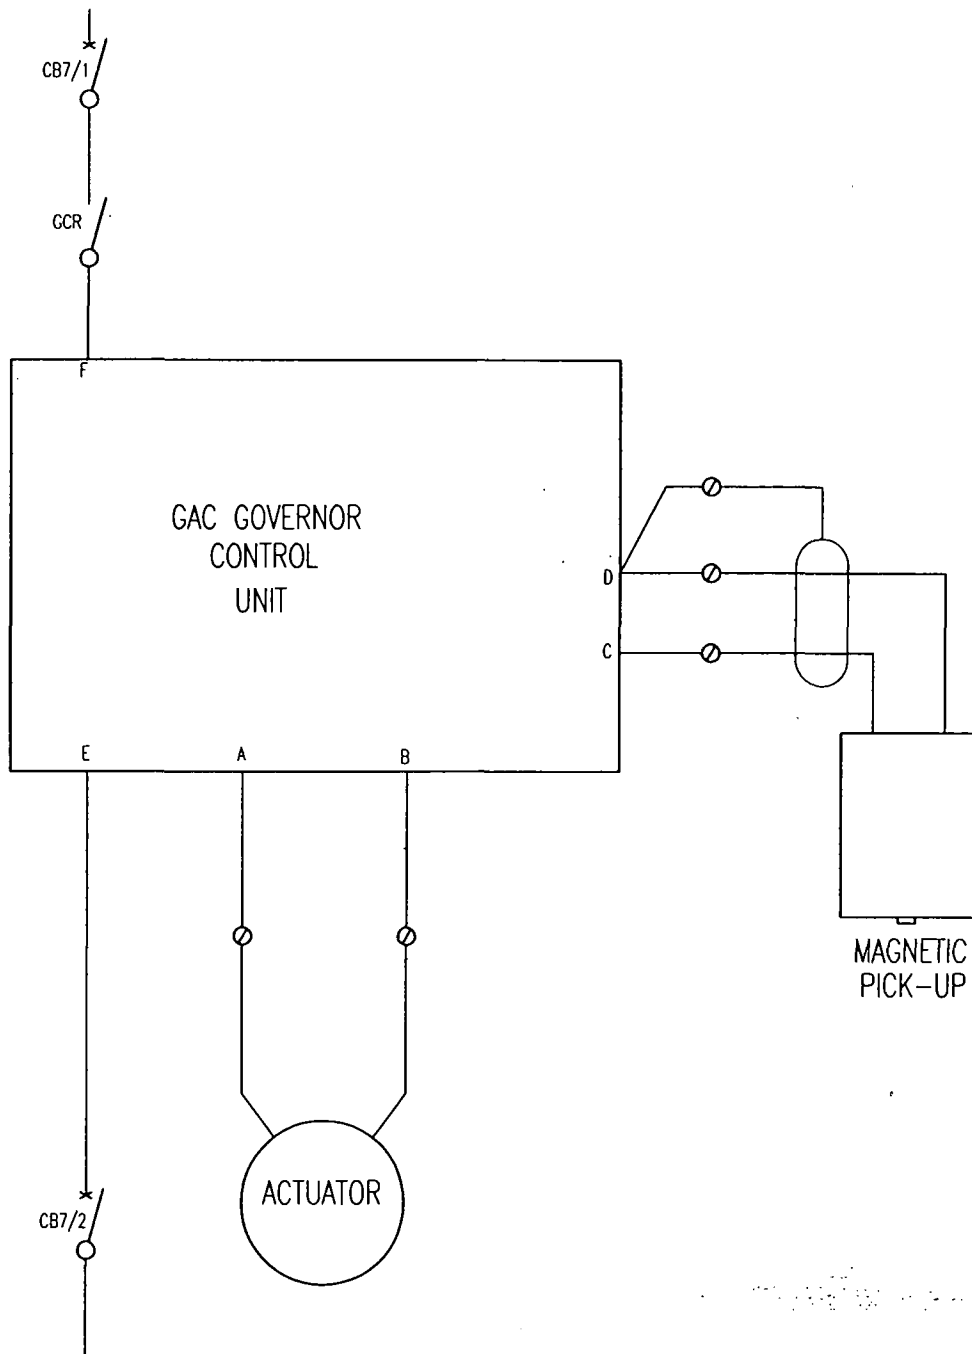 CB7/1
GCR
F
GAC GOVERNOR
CONTROL
UNIT
D
C
E
A
B
MAGNETIC
PICK-UP
ACTUATOR
CB7/2